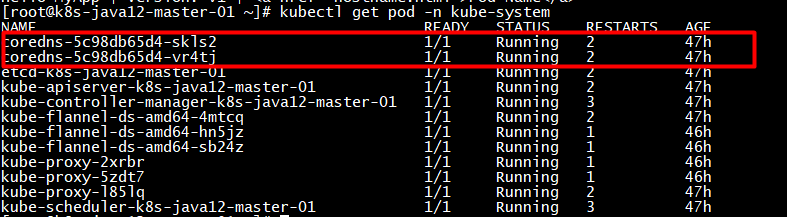 [root@k8s-java12-master-01 ~]# kubectl get pod -n kube-system
NAME READY STATUS RESTARTS AGE
coredns-5c98db65d4-skls2 1/1 Running 2 47h
coredns-5c98db65d4-vr4tj 1/1 Running 2 47h
etcd-k8s-java12-master-01 1/1 Running 2 47h
kube-apiserver-k8s-java12-master-01 1/1 Running 2 47h
kube-controller-manager-k8s-java12-master-01 1/1 Running 3 47h
kube-flannel-ds-amd64-4mtcq 1/1 Running 2 47h
kube-flannel-ds-amd64-hn5jz 1/1 Running 1 46h
kube-flannel-ds-amd64-sb24z 1/1 Running 1 46h
kube-proxy-2xrbr 1/1 Running 1 46h
kube-proxy-5zdt7 1/1 Running 1 46h
kube-proxy-l85lq 1/1 Running 2 47h
kube-scheduler-k8s-java12-master-01 1/1 Running 3 47h
[root@k8s-java12-master-01 ~]#